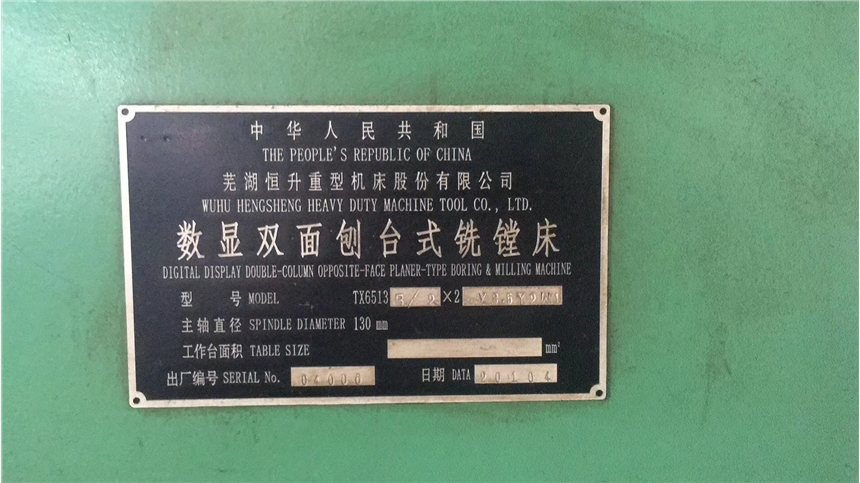 中华人民共和国
THE PEOPLE'S REPUBLIC OF CHINA
芜湖恒升重型机床股份有限公司
WUHU HENGSHENG HEAVY DUTY MACHINE TOOL CO., LTD.
数显双面刨台式铣镗床
DIGITAL DISPLAY DOUBLE-COLUMN OPPOSITE-FACE PLANER-TYPE BORING & MILLING MACHINE
型 号 MODEL TX6513 ×2
主轴直径 SPINDLE DIAMETER 130 mm
工作台面积 TABLE SIZE mm²
出厂编号 SERIAL No. 日期 DATA